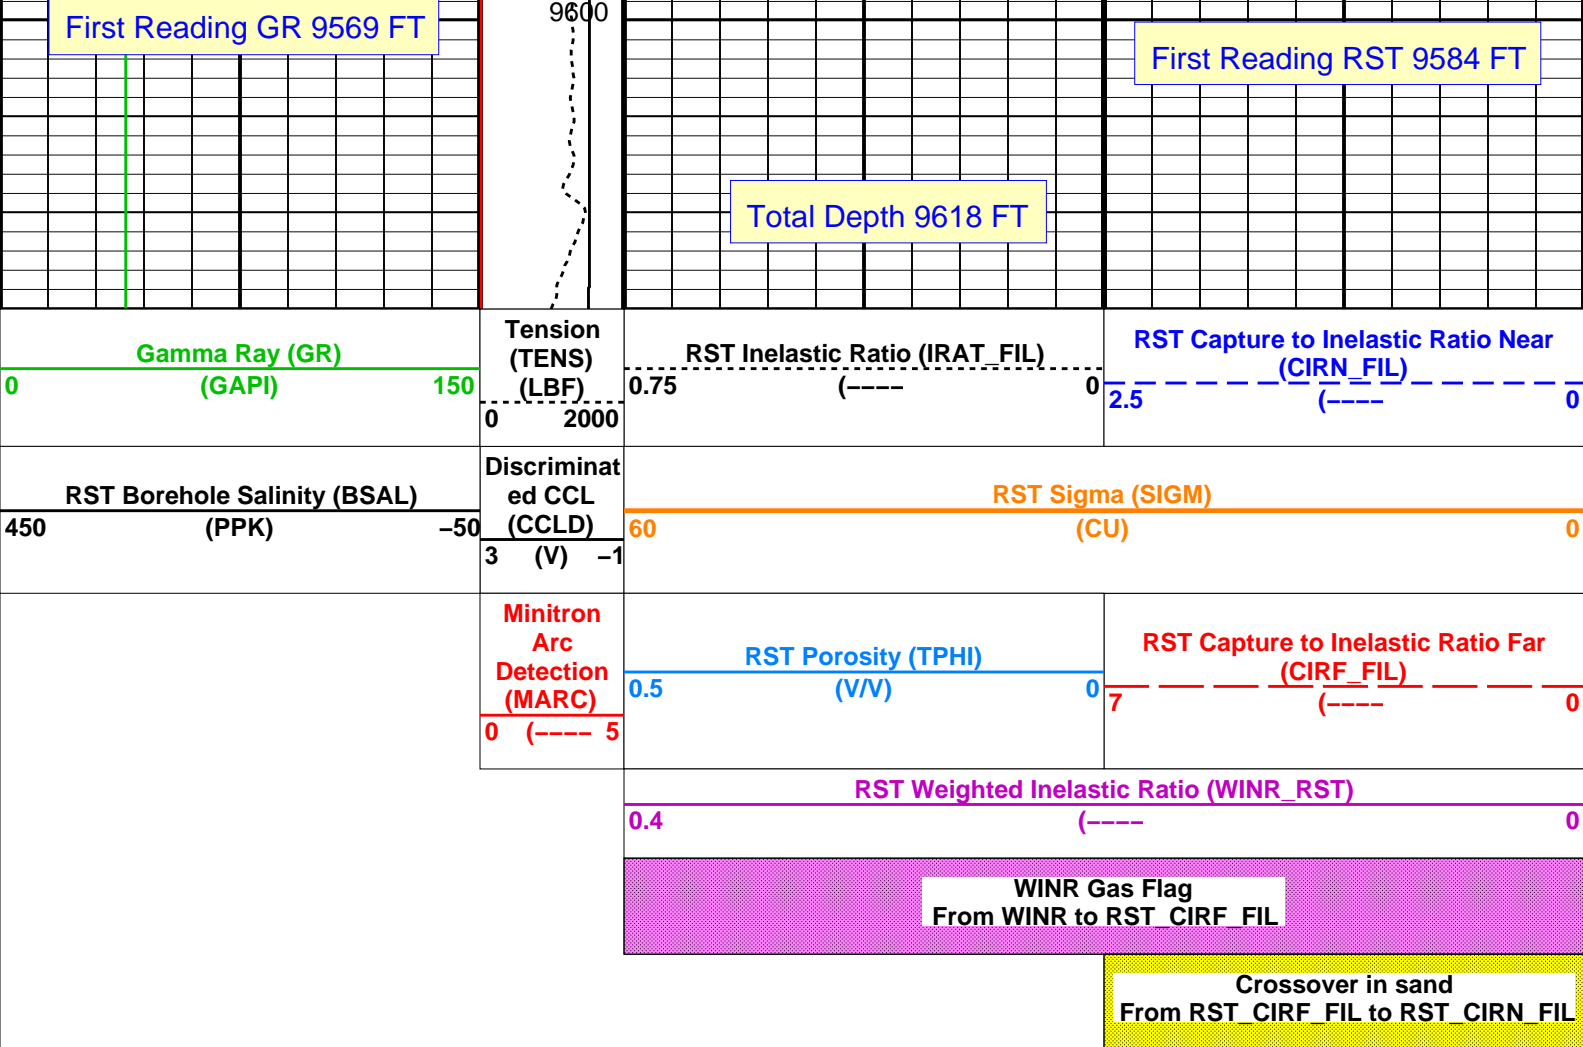 First Reading GR 9569 FT
9600
First Reading RST 9584 FT
Total Depth 9618 FT
Gamma Ray (GR)
0 (GAPI) 150
Tension
(TENS)
(LBF)
0 2000
RST Inelastic Ratio (IRAT_FIL)
0.75 (–––– 0
RST Capture to Inelastic Ratio Near
(CIRN_FIL)
2.5 (–––– 0
RST Borehole Salinity (BSAL)
450 (PPK) –50
Discriminat
ed CCL
(CCLD)
3 (V) –1
RST Sigma (SIGM)
60 (CU) 0
Minitron
Arc
Detection
(MARC)
0 (–––– 5
RST Porosity (TPHI)
0.5 (V/V) 0
RST Capture to Inelastic Ratio Far
(CIRF_FIL)
7 (–––– 0
RST Weighted Inelastic Ratio (WINR_RST)
0.4 (–––– 0
WINR Gas Flag
From WINR to RST_CIRF_FIL
Crossover in sand
From RST_CIRF_FIL to RST_CIRN_FIL